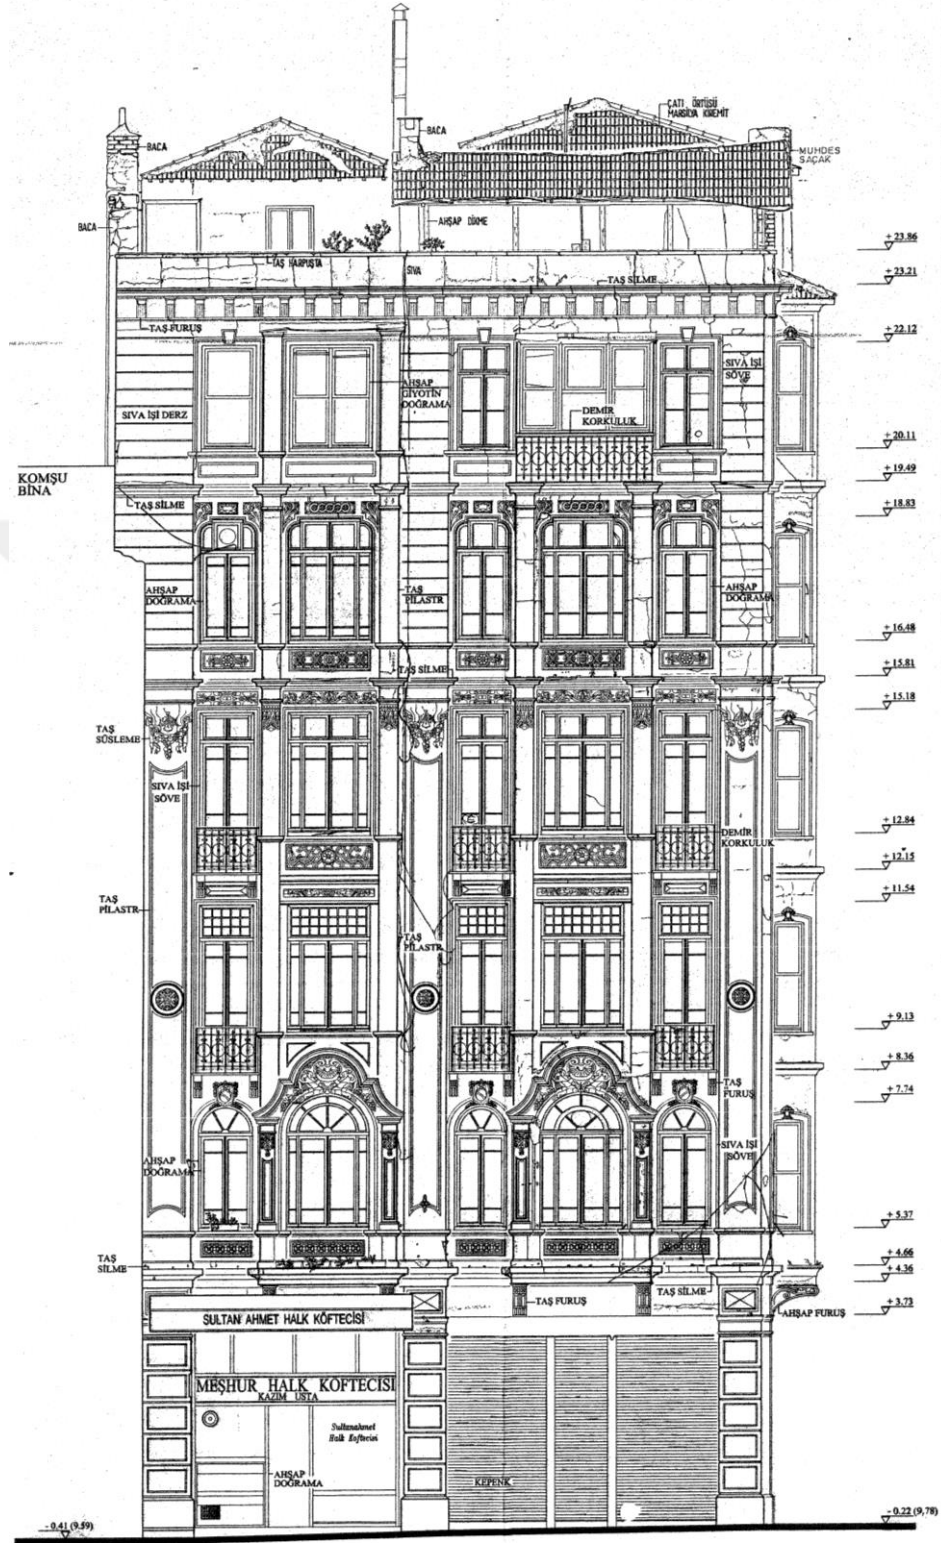 ÇATI ÖRTÜSÜ
MARSİLYA KİREMİT
BACA
BACA
MUHDES
SAÇAK
BACA
AHŞAP DİKME
+ 23.86
TAŞ HARPUŞTA
SIVA
TAŞ SİLME
+ 23.21
TAŞ FURUŞ
+ 22.12
SIVA İŞİ
SÖVE
AHŞAP
GİYOTİN
DOĞRAMA
SIVA İŞİ DERZ
DEMİR
KORKULUK
+ 20.11
KOMŞU
BİNA
+ 19.49
TAŞ SİLME
+ 18.83
AHŞAP
DOĞRAMA
TAŞ
PİLASTR
AHŞAP
DOĞRAMA
+ 16.48
TAŞ SİLME
+ 15.81
+ 15.18
TAŞ
SÜSLEME
SIVA İŞİ
SÖVE
+ 12.84
DEMİR
KORKULUK
+ 12.15
TAŞ
PİLASTR
+ 11.54
TAŞ
PİLASTR
+ 9.13
+ 8.36
TAŞ
FURUŞ
+ 7.74
AHŞAP
DOĞRAMA
SIVA İŞİ
SÖVE
+ 5.37
TAŞ
SİLME
+ 4.66
+ 4.36
TAŞ FURUŞ
TAŞ SİLME
AHŞAP FURUŞ
+ 3.73
SULTAN AHMET HALK KÖFTECİSİ
MEŞHUR HALK KÖFTECİSİ
KAZIM USTA
Sultanahmet
Halk Köftecisi
AHŞAP
DOĞRAMA
KEPENK
- 0.41 (9.59)
- 0.22 (9,78)